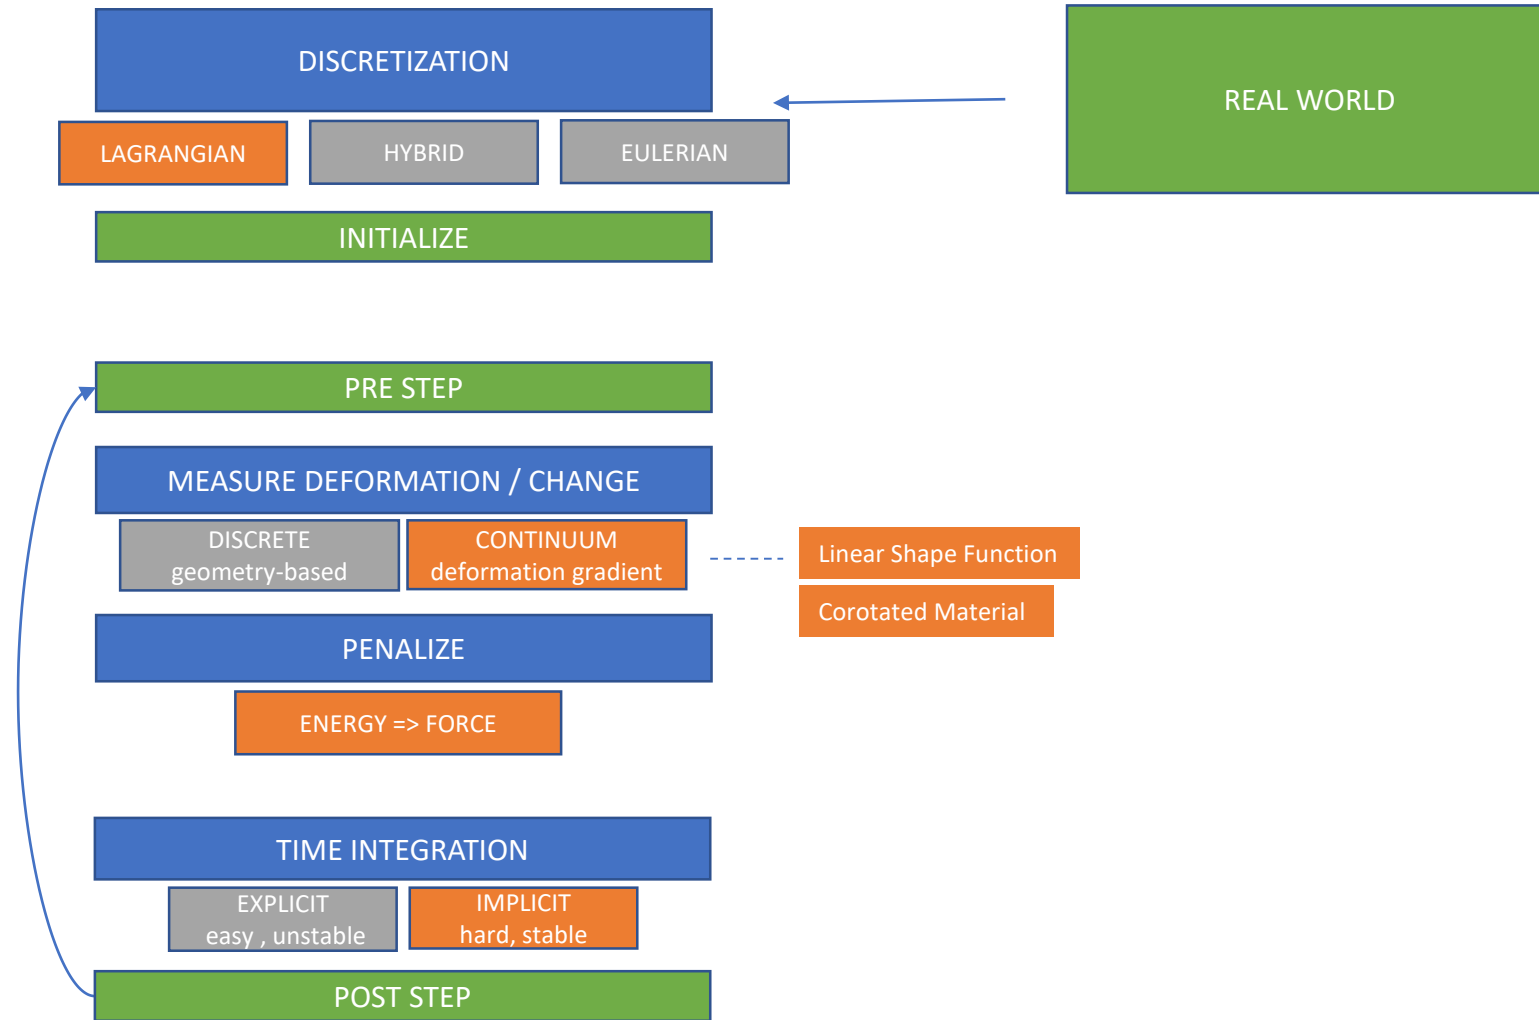 DISCRETIZATION
REAL WORLD
LAGRANGIAN
HYBRID
EULERIAN
INITIALIZE
PRE STEP
MEASURE DEFORMATION / CHANGE
DISCRETE
geometry-based
CONTINUUM
deformation gradient
Linear Shape Function
Corotated Material
PENALIZE
ENERGY => FORCE
TIME INTEGRATION
EXPLICIT
easy , unstable
IMPLICIT
hard, stable
POST STEP